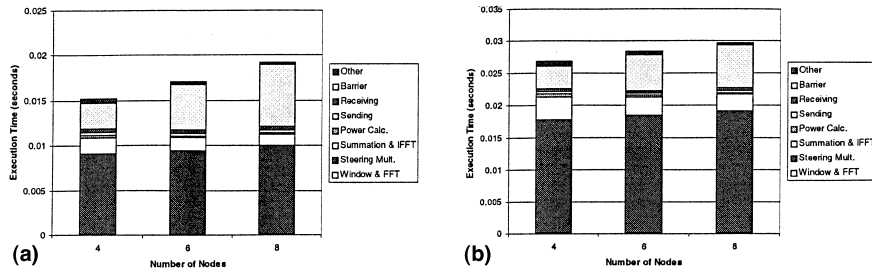 0.025
0.02
0.015
0.01
0.005
0
Execution Time (seconds)
4
6
8
Number of Nodes
Other
Barrier
Receiving
Sending
Power Calc.
Summation & IFFT
Steering Mult.
Window & FFT
(a)
0.035
0.03
0.025
0.02
0.015
0.01
0.005
0
Execution Time (seconds)
4
6
8
Number of Nodes
Other
Barrier
Receiving
Sending
Power Calc.
Summation & IFFT
Steering Mult.
Window & FFT
(b)